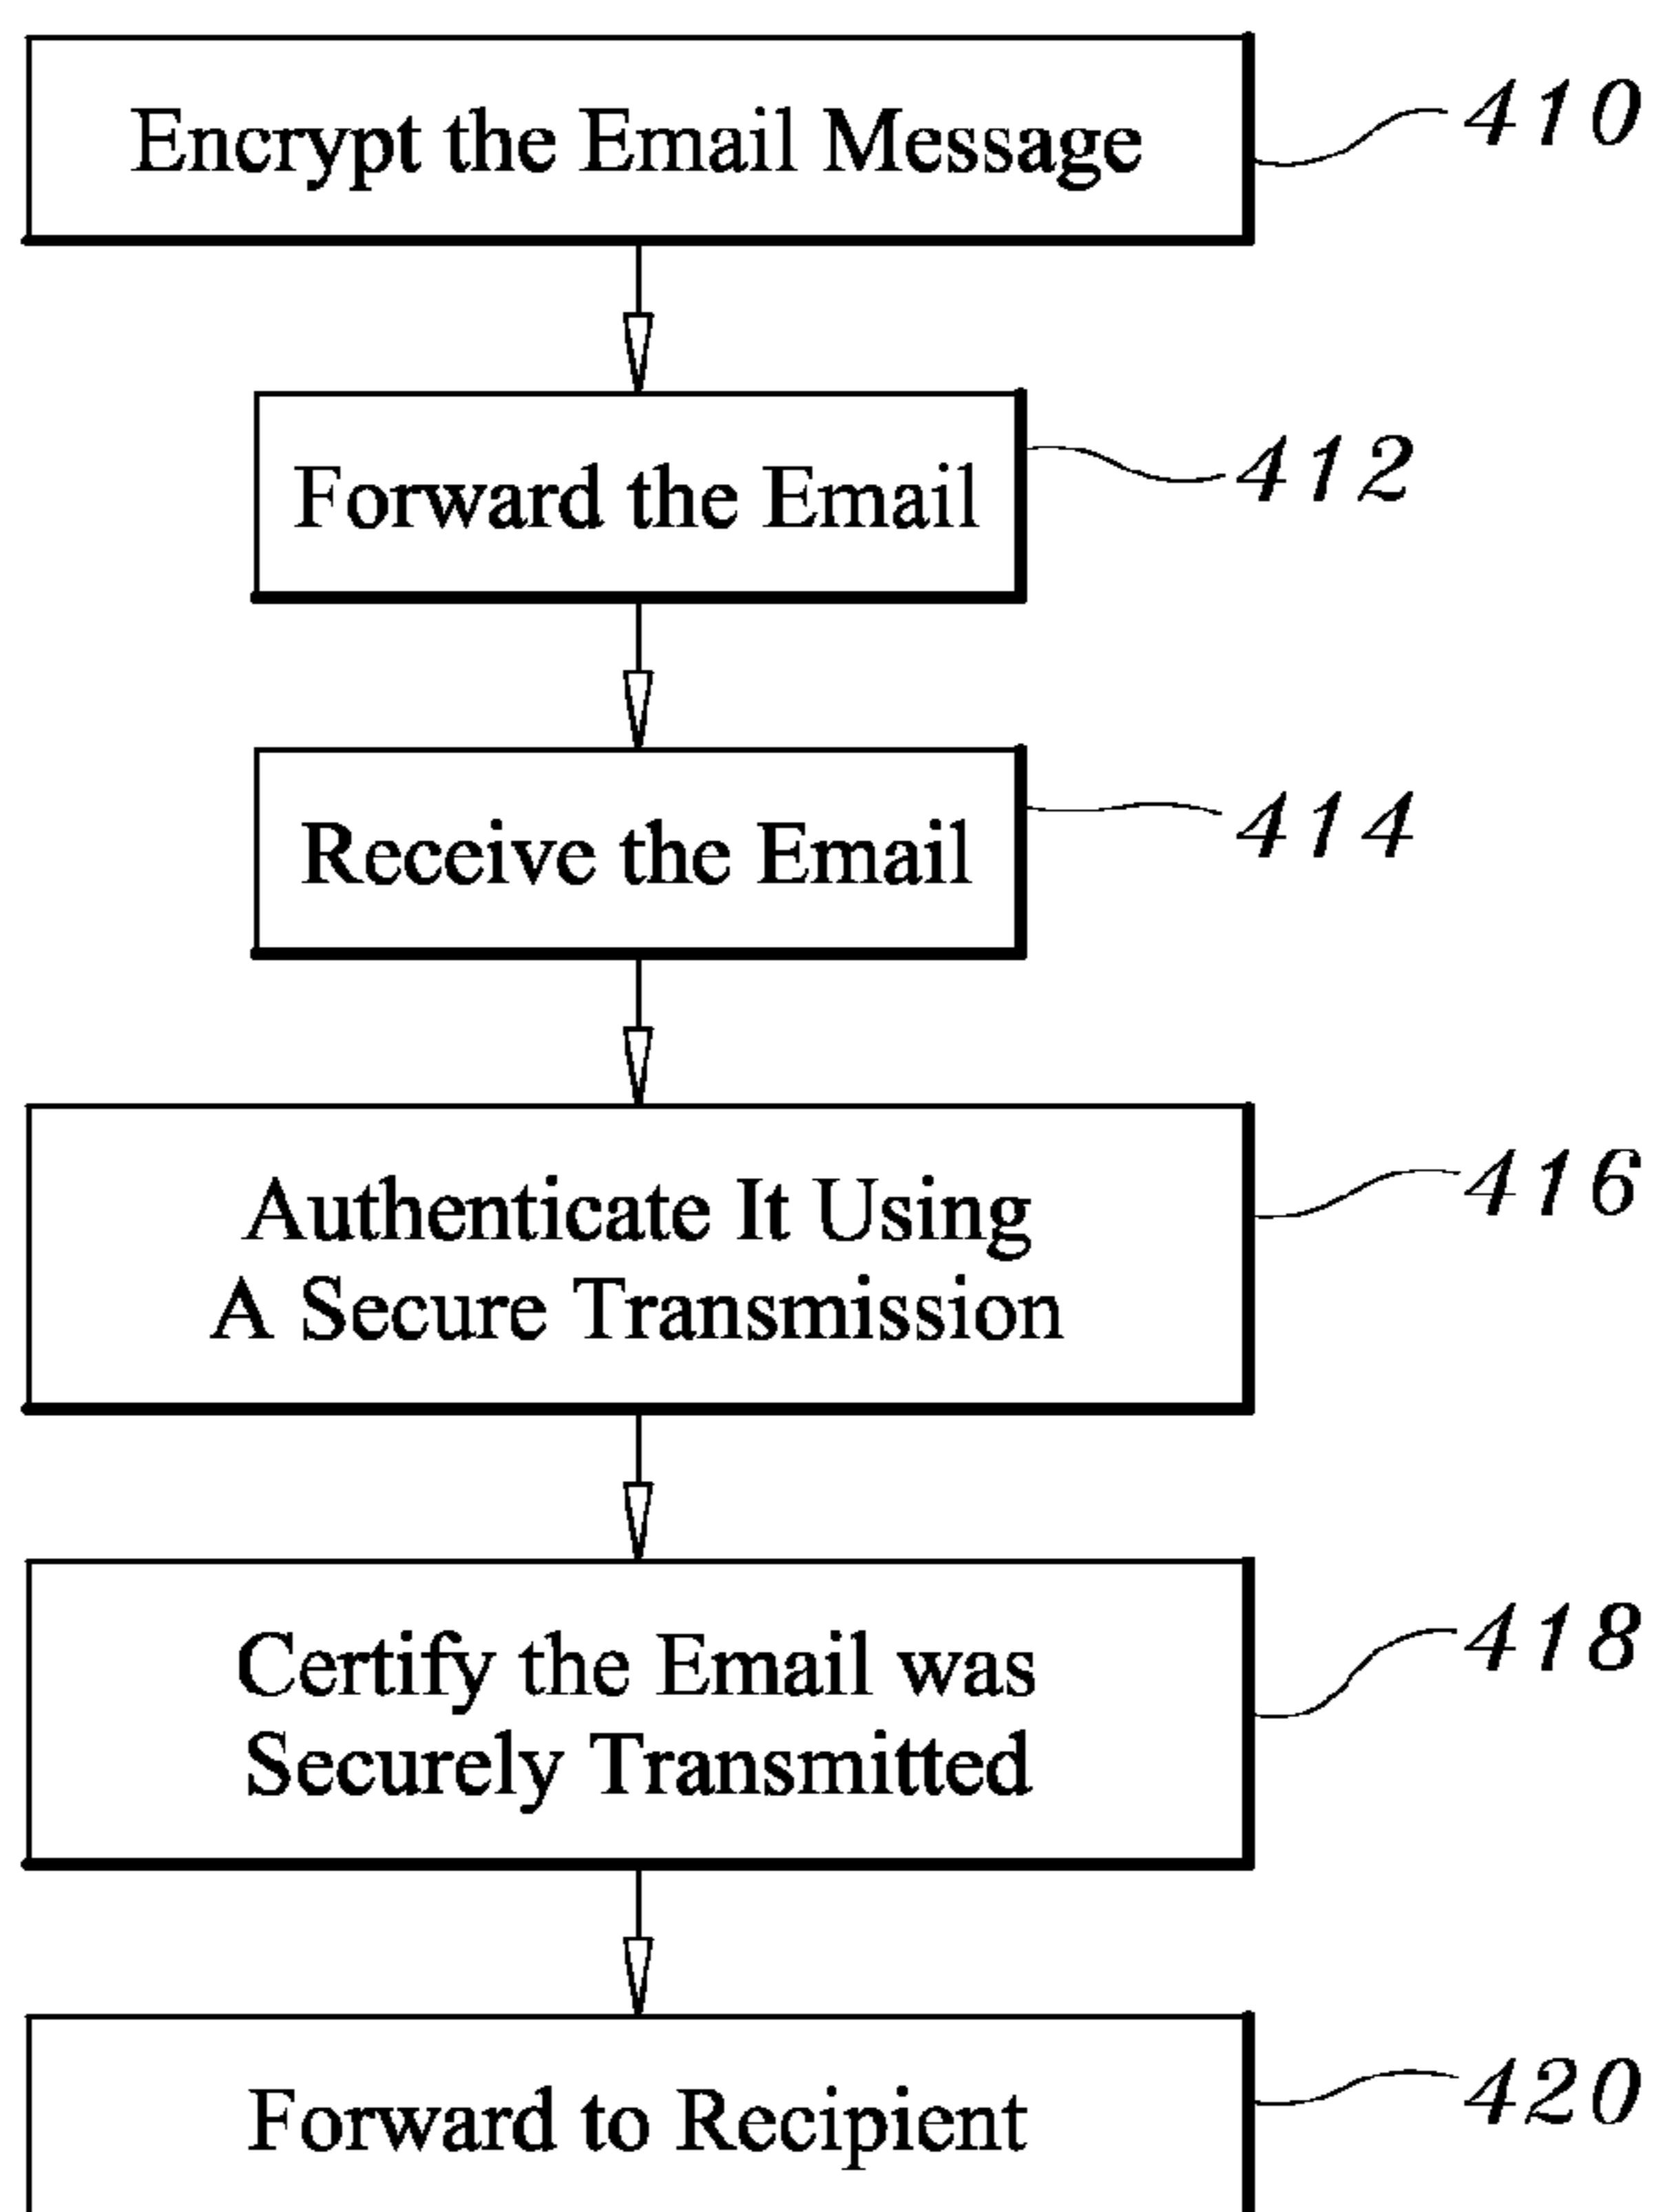 Encrypt the Email Message
410
Forward the Email
412
Receive the Email
414
Authenticate It Using
A Secure Transmission
416
Certify the Email was
Securely Transmitted
418
Forward to Recipient
420